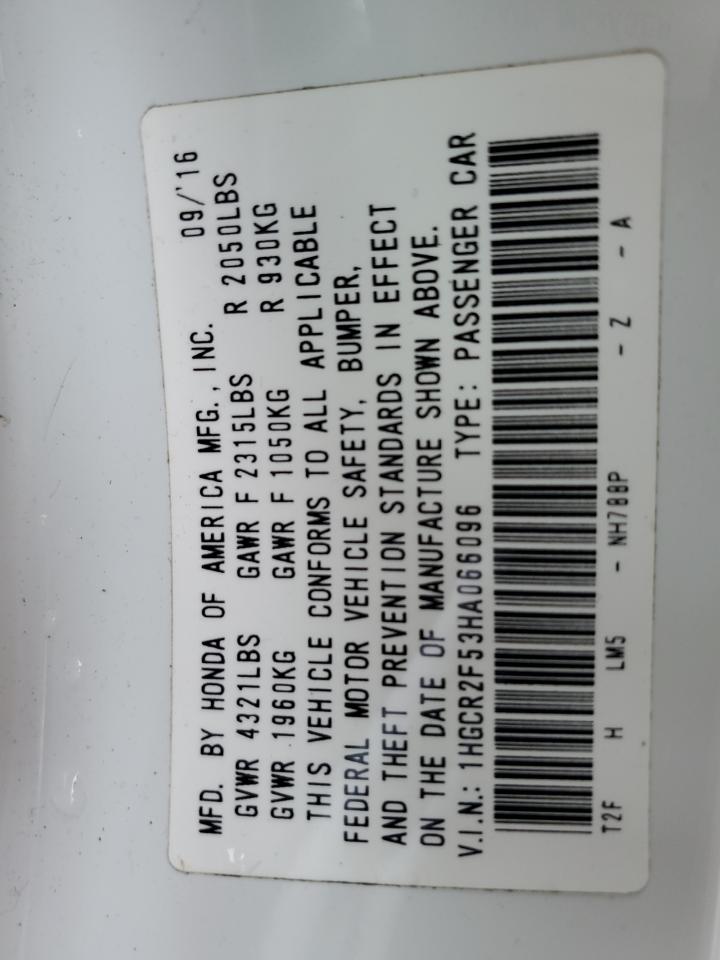 MFD. BY HONDA OF AMERICA MFG., INC. 09/'16
GVWR 4321LBS GAWR F 2315LBS R 2050LBS
GVWR 1960KG GAWR F 1050KG R 930KG
THIS VEHICLE CONFORMS TO ALL APPLICABLE
FEDERAL MOTOR VEHICLE SAFETY, BUMPER,
AND THEFT PREVENTION STANDARDS IN EFFECT
ON THE DATE OF MANUFACTURE SHOWN ABOVE.
V.I.N.: 1HGCR2F53HA066096 TYPE: PASSENGER CAR
T2F H LM5 - NH788P - Z - A